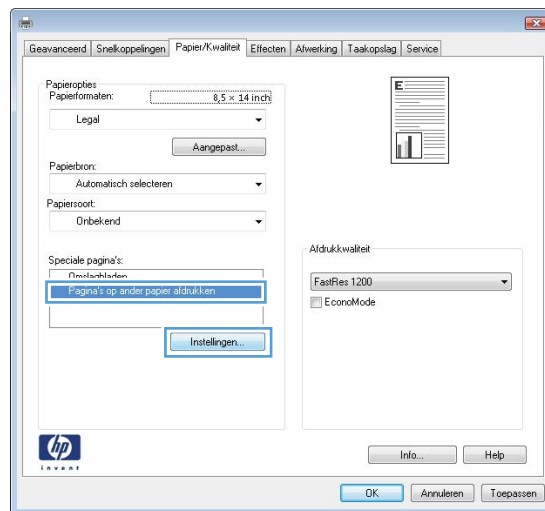 Geavanceerd Snelkoppelingen Papier/Kwaliteit Effecten Afwerking Taakopslag Service
Papieropties
Papierformaten: 8,5 × 14 inch
Legal
Aangepast...
Papierbron:
Automatisch selecteren
Papiersoort:
Onbekend
Speciale pagina's:
Omslagbladen
Pagina's op ander papier afdrukken
Instellingen...
E
Afdrukkwaliteit
FastRes 1200
EconoMode
hp
invent
Info... Help
OK Annuleren Toepassen